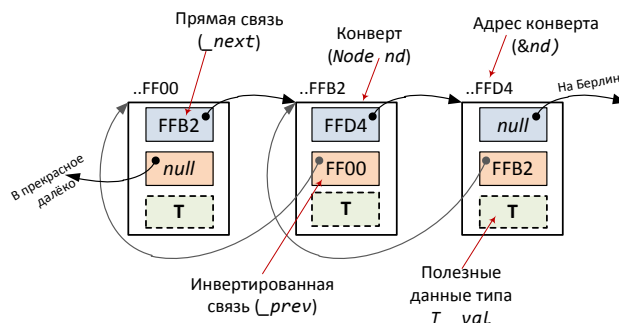 Прямая связь
(_next)
Конверт
(Node nd)
Адрес конверта
(&nd)
..FF00
..FFB2
..FFD4
На Берлин
FFB2
FFD4
null
В прекрасное
далёко
null
FF00
FFB2
T
T
T
Инвертированная
связь (_prev)
Полезные
данные типа
T _val